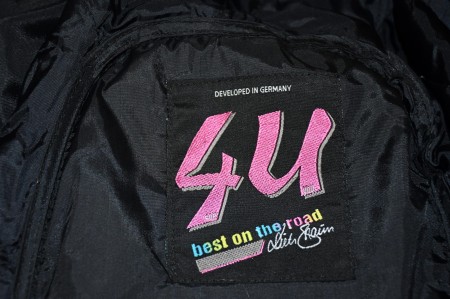 DEVELOPED IN GERMANY
4U
best on the road